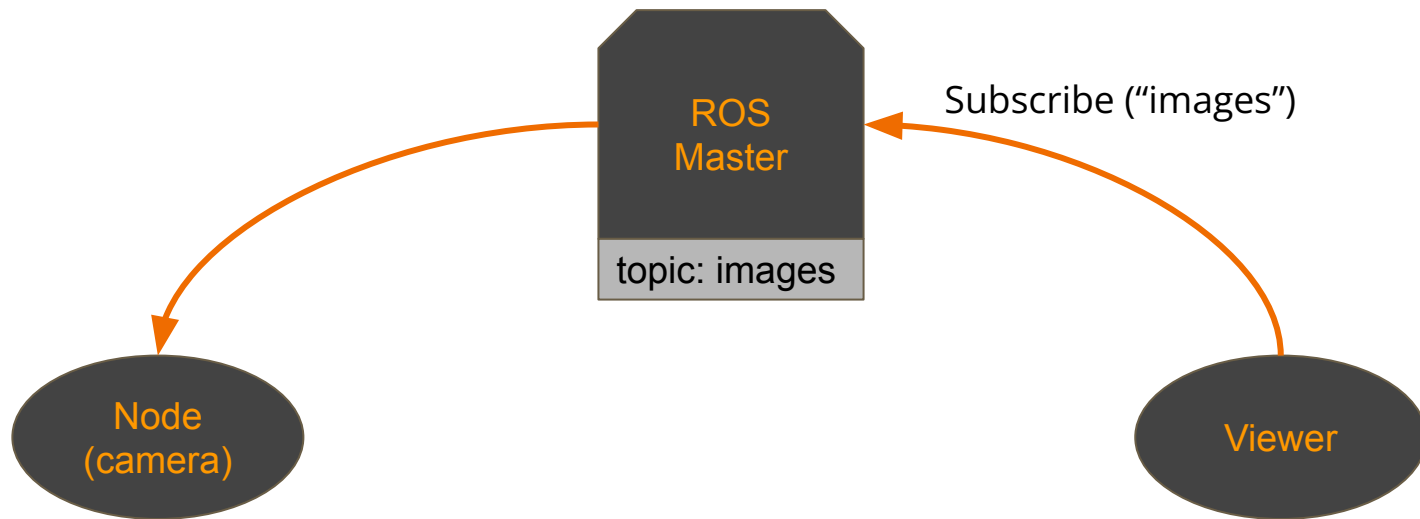 ROS
Master
Subscribe (“images”)
topic: images
Node
(camera)
Viewer